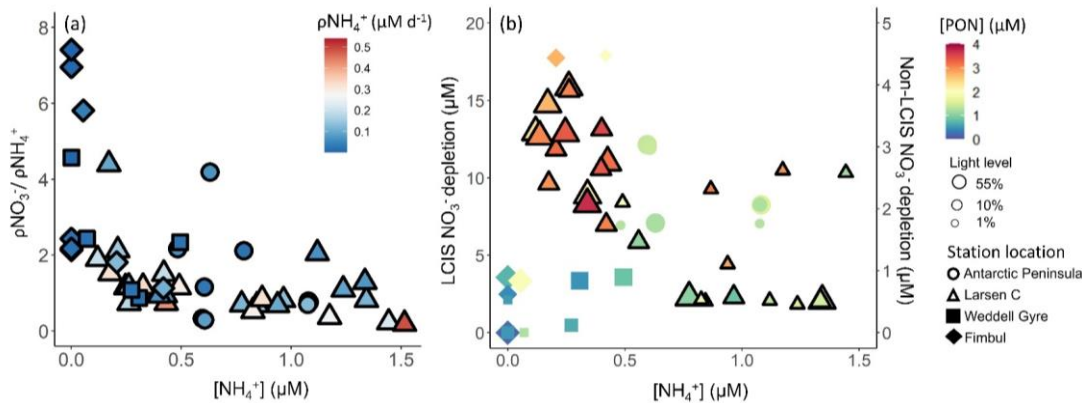 (a)
ρNH₄⁺ (μM d⁻¹)
0.5
0.4
0.3
0.2
0.1
ρNO₃⁻/ ρNH₄⁺
8
6
4
2
0
0.0
0.5
1.0
1.5
[NH₄⁺] (μM)
(b)
LCIS NO₃⁻ depletion (μM)
20
15
10
5
0
0.0
0.5
1.0
1.5
[NH₄⁺] (μM)
5
4
3
2
1
0
Non-LCIS NO₃⁻ depletion (μM)
[PON]
(μM)
4
3
2
1
0
Light level
55%
10%
1%
Station location
Antarctic Peninsula
Larsen C
Weddell Gyre
Fimbul